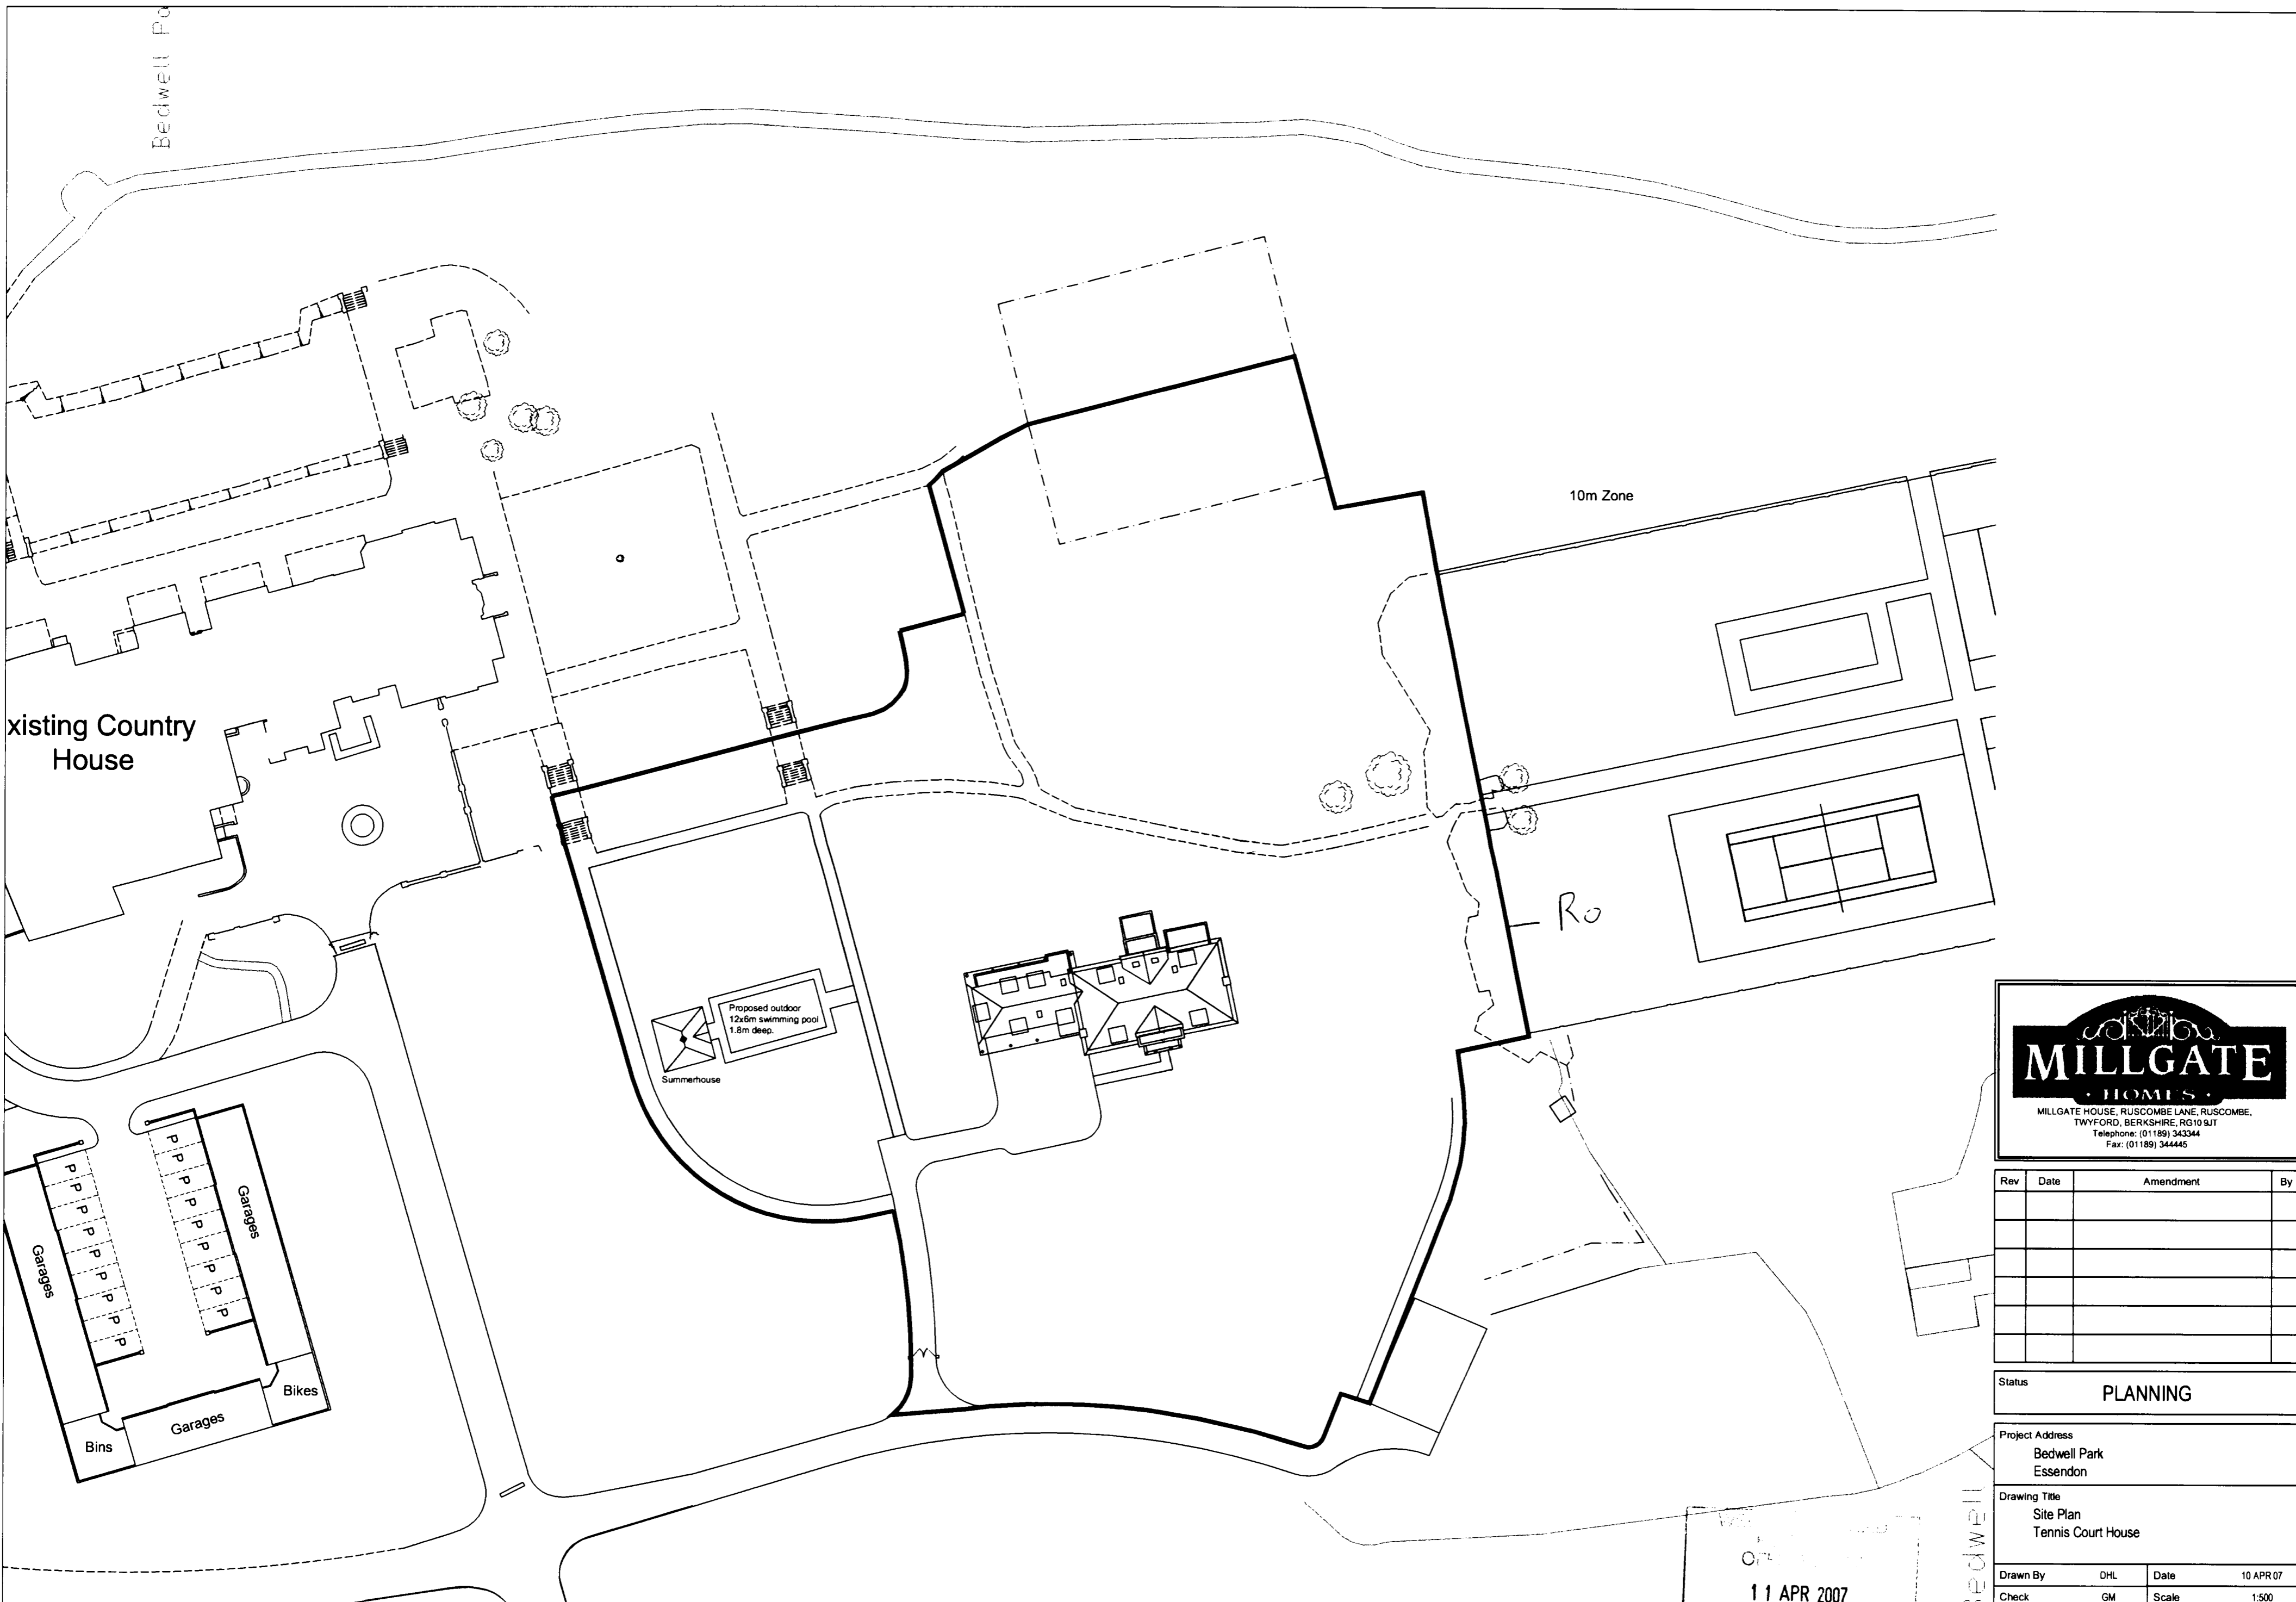 Bedwell
10m Zone
xisting Country
House
Ro
Proposed outdoor
12x6m swimming pool
1.8m deep.
Summerhouse
P
P
P
P
P
P
P
P
P
Garages
P
P
P
P
P
P
P
P
P
Garages
Bikes
Garages
Bins
MILLGATE
· HOMES ·
MILLGATE HOUSE, RUSCOMBE LANE, RUSCOMBE,
TWYFORD, BERKSHIRE, RG10 9JT
Telephone: (01189) 343344
Fax: (01189) 344445
Rev Date Amendment By
Status
PLANNING
Project Address
Bedwell Park
Essendon
Drawing Title
Site Plan
Tennis Court House
Drawn By DHL Date 10 APR 07
Check GM Scale 1:500
11 APR 2007
edwell